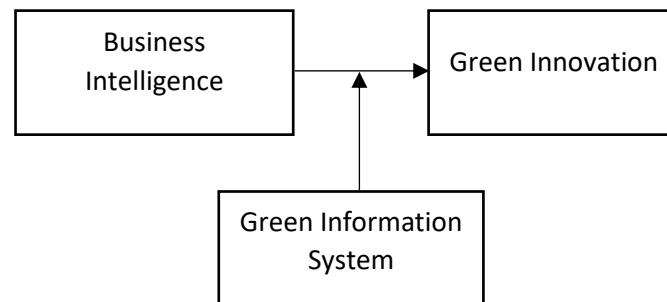 Business
Intelligence
Green Innovation
Green Information
System